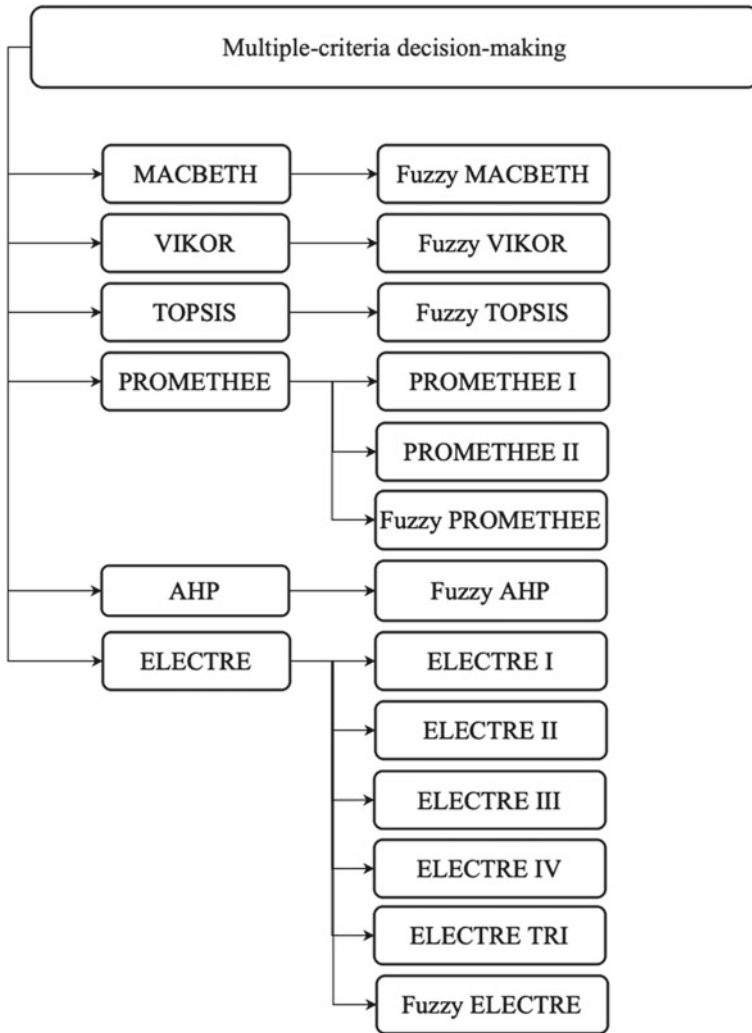 Multiple-criteria decision-making
MACBETH
Fuzzy MACBETH
VIKOR
Fuzzy VIKOR
TOPSIS
Fuzzy TOPSIS
PROMETHEE
PROMETHEE I
PROMETHEE II
Fuzzy PROMETHEE
AHP
Fuzzy AHP
ELECTRE
ELECTRE I
ELECTRE II
ELECTRE III
ELECTRE IV
ELECTRE TRI
Fuzzy ELECTRE